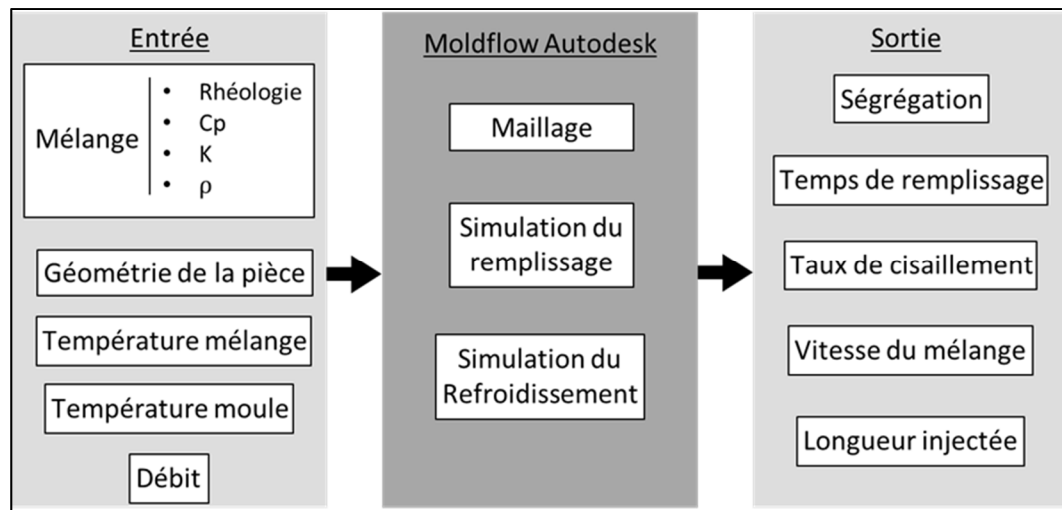 Entrée
Mélange
• Rhéologie
• Cp
• K
• ρ
Géométrie de la pièce
Température mélange
Température moule
Débit
Moldflow Autodesk
Maillage
Simulation du
remplissage
Simulation du
Refroidissement
Sortie
Ségrégation
Temps de remplissage
Taux de cisaillement
Vitesse du mélange
Longueur injectée